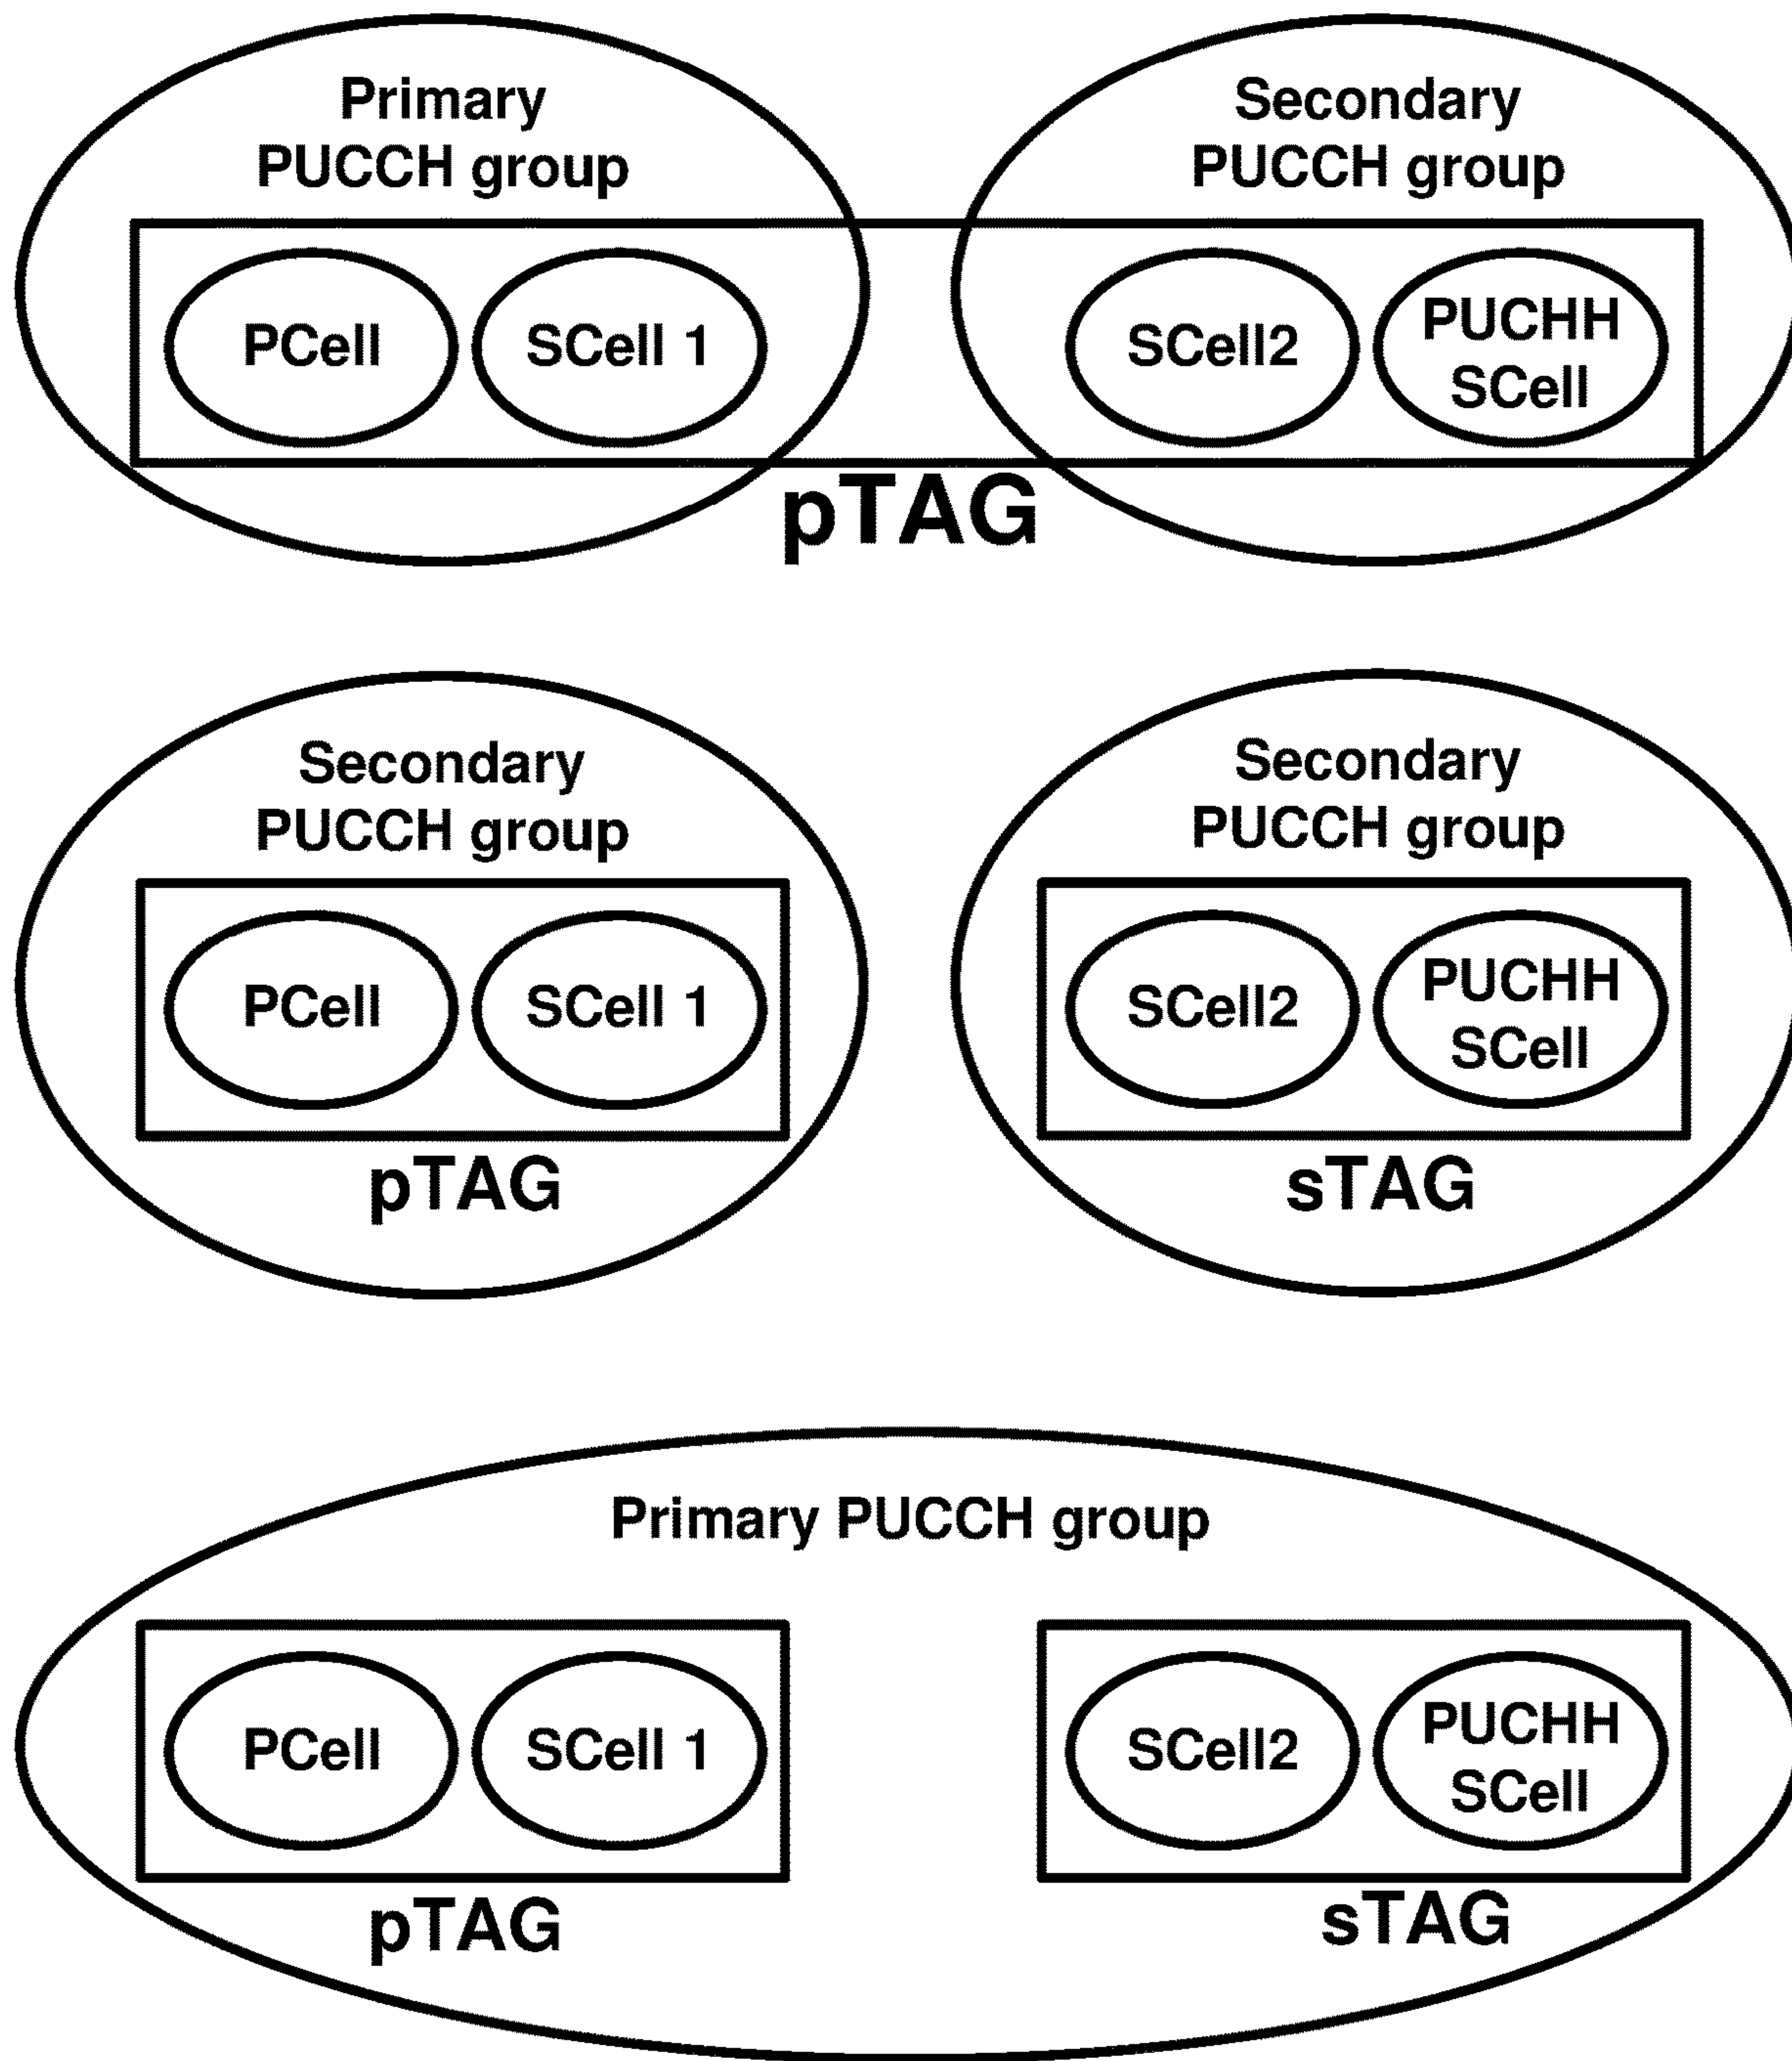 Primary
PUCCH group
Secondary
PUCCH group
PCell
SCell 1
SCell2
PUCHH
SCell
pTAG
Secondary
PUCCH group
Secondary
PUCCH group
PCell
SCell 1
SCell2
PUCHH
SCell
pTAG
sTAG
Primary PUCCH group
PCell
SCell 1
SCell2
PUCHH
SCell
pTAG
sTAG